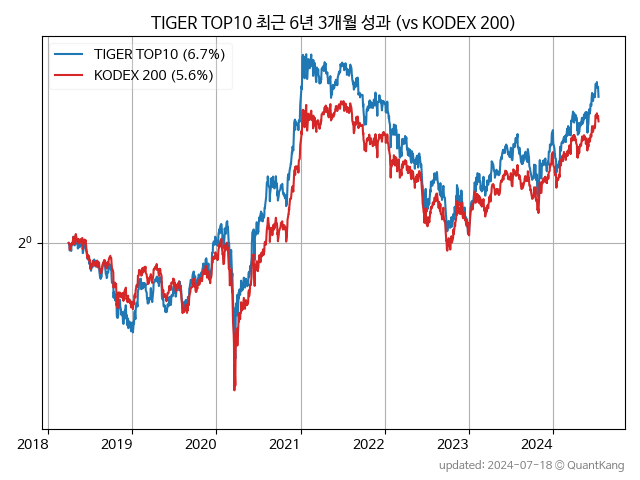 TIGER TOP10 최근 6년 3개월 성과 (vs KODEX 200)
TIGER TOP10 (6.7%)
KODEX 200 (5.6%)
2⁰
2018 2019 2020 2021 2022 2023 2024
updated: 2024-07-18 © QuantKang